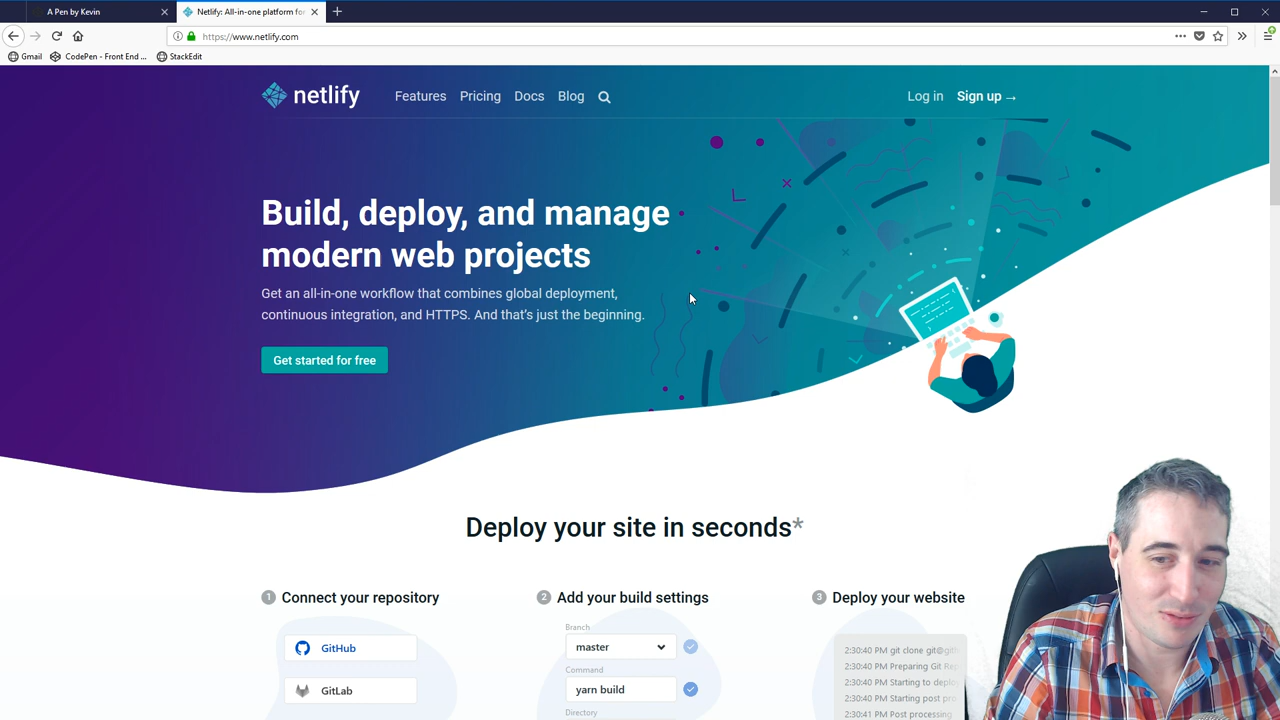 A Pen by Kevin
Netlify: All-in-one platform for
https://www.netlify.com
Gmail
CodePen - Front End ...
StackEdit
netlify
Features
Pricing
Docs
Blog
Log in
Sign up →
Build, deploy, and manage
modern web projects
Get an all-in-one workflow that combines global deployment,
continuous integration, and HTTPS. And that's just the beginning.
Get started for free
Deploy your site in seconds*
1 Connect your repository
GitHub
GitLab
2 Add your build settings
Branch
master
Command
yarn build
Directory
3 Deploy your website
2:30:40 PM git clone git@gith
2:30:40 PM Preparing Git Rep
2:30:40 PM Starting to deplo
2:30:40 PM Starting post pro
2:30:41 PM Post processing